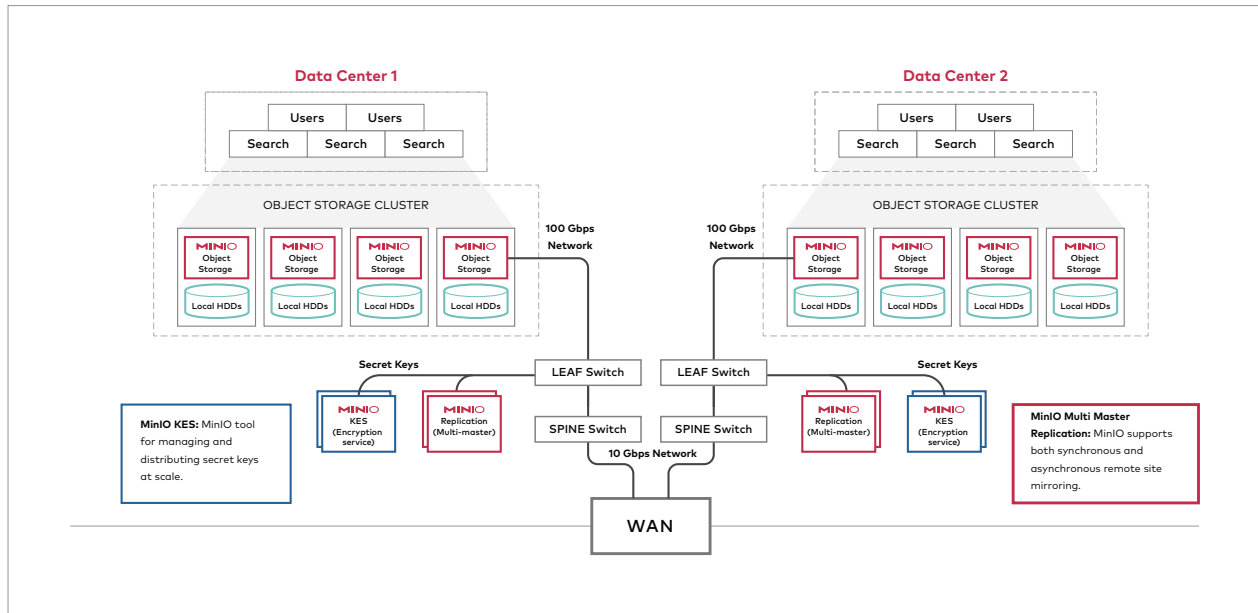 Data Center 1
Users
Users
Search
Search
Search
OBJECT STORAGE CLUSTER
MINIO
Object
Storage
Local HDDs
MINIO
Object
Storage
Local HDDs
MINIO
Object
Storage
Local HDDs
MINIO
Object
Storage
Local HDDs
100 Gbps
Network
Data Center 2
Users
Users
Search
Search
Search
OBJECT STORAGE CLUSTER
100 Gbps
Network
MINIO
Object
Storage
Local HDDs
MINIO
Object
Storage
Local HDDs
MINIO
Object
Storage
Local HDDs
MINIO
Object
Storage
Local HDDs
Secret Keys
LEAF Switch
LEAF Switch
Secret Keys
MINIO
KES
(Encryption
service)
MINIO
Replication
(Multi-master)
SPINE Switch
SPINE Switch
MINIO
Replication
(Multi-master)
MINIO
KES
(Encryption
service)
10 Gbps Network
WAN
MinIO KES: MinIO tool
for managing and
distributing secret keys
at scale.
MinIO Multi Master
Replication: MinIO supports
both synchronous and
asynchronous remote site
mirroring.